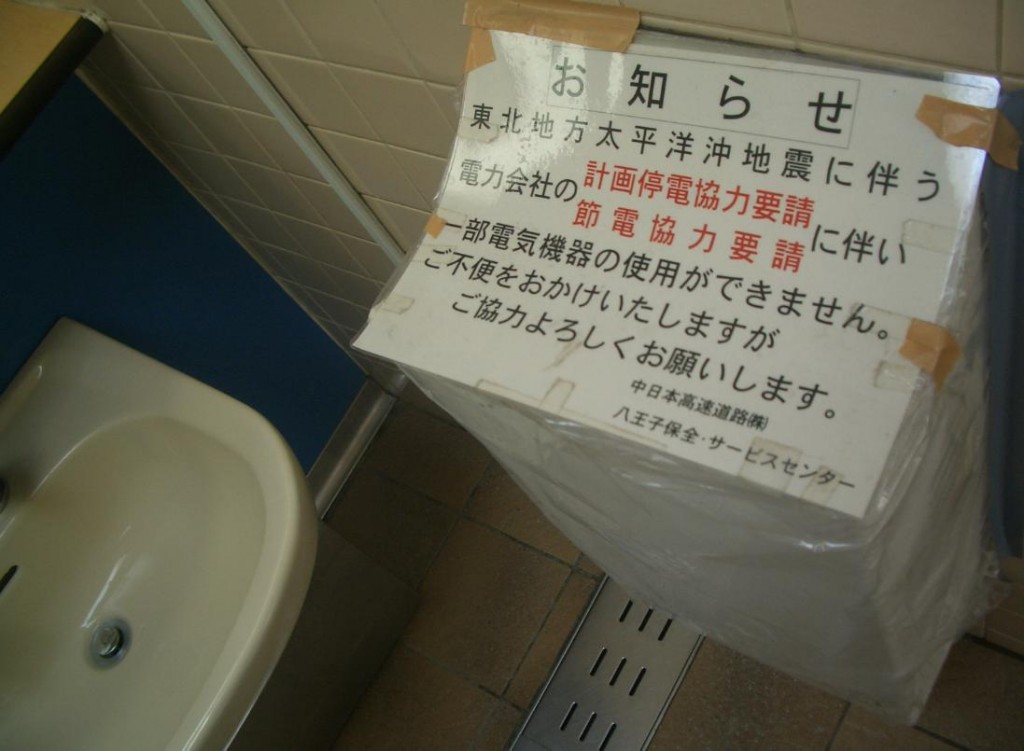 お知らせ
東北地方太平洋沖地震に伴う
電力会社の計画停電協力要請
節電協力要請に伴い
一部電気機器の使用ができません。
ご不便をおかけいたしますが
ご協力よろしくお願いします。
中日本高速道路㈱
八王子保全・サービスセンター